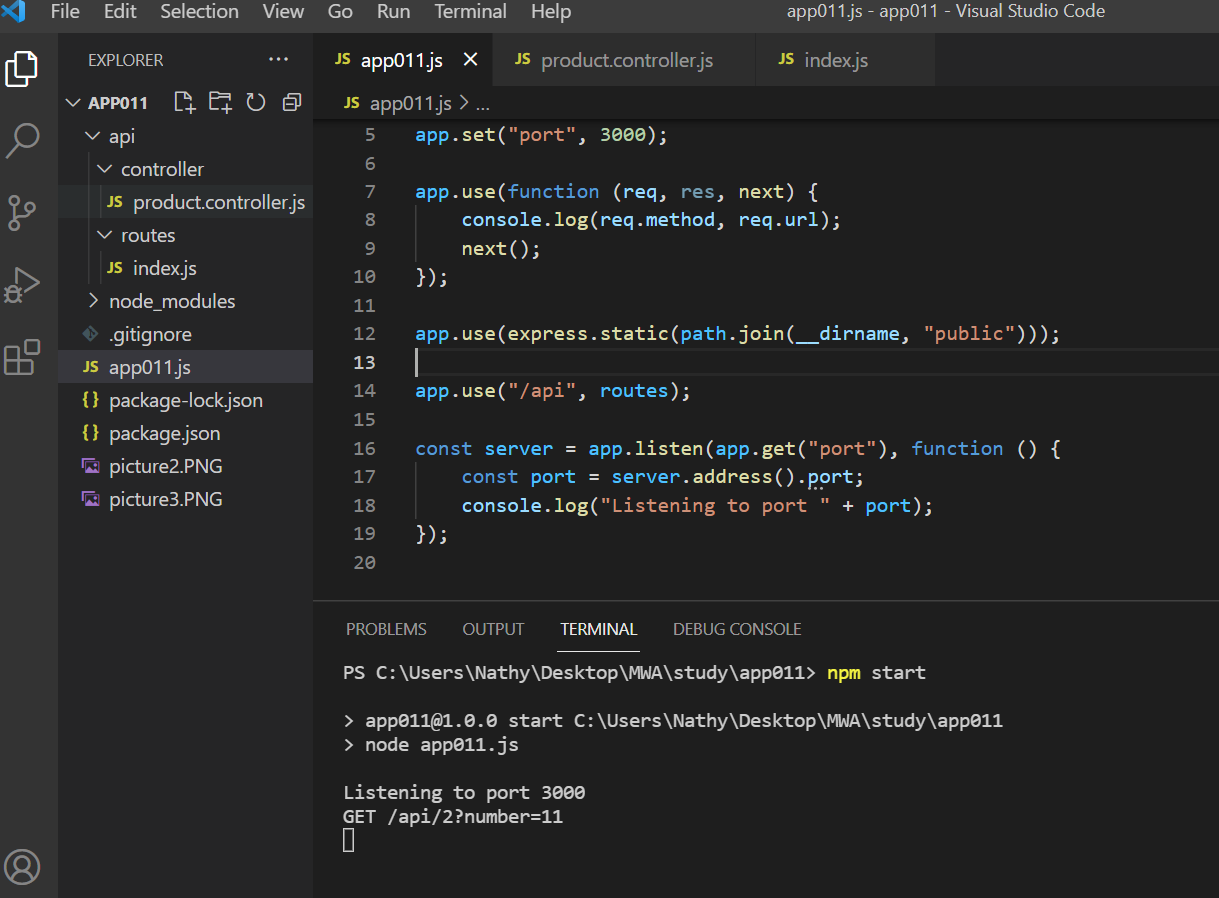 File Edit Selection View Go Run Terminal Help app011.js - app011 - Visual Studio Code
EXPLORER ...
APP011
api
controller
JS product.controller.js
routes
JS index.js
node_modules
.gitignore
JS app011.js
{} package-lock.json
{} package.json
picture2.PNG
picture3.PNG
JS app011.js × JS product.controller.js JS index.js
JS app011.js > ...
5 app.set("port", 3000);
6
7 app.use(function (req, res, next) {
8 console.log(req.method, req.url);
9 next();
10 });
11
12 app.use(express.static(path.join(__dirname, "public")));
13
14 app.use("/api", routes);
15
16 const server = app.listen(app.get("port"), function () {
17 const port = server.address().port;
18 console.log("Listening to port " + port);
19 });
20
PROBLEMS OUTPUT TERMINAL DEBUG CONSOLE
PS C:\Users\Nathy\Desktop\MWA\study\app011> npm start
> app011@1.0.0 start C:\Users\Nathy\Desktop\MWA\study\app011
> node app011.js
Listening to port 3000
GET /api/2?number=11